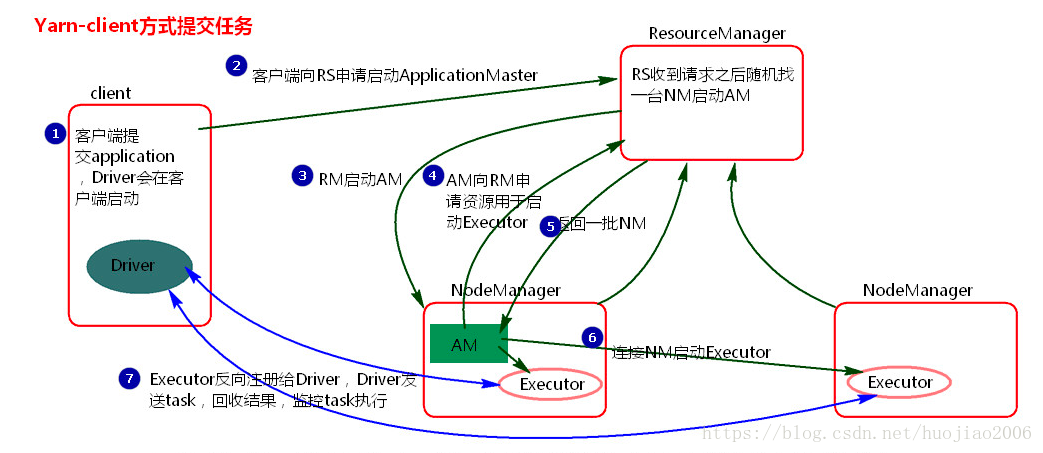 Yarn-client方式提交任务
ResourceManager
RS收到请求之后随机找
一台NM启动AM
2
客户端向RS申请启动ApplicationMaster
client
1
客户端提
交application
，Driver会在客
户端启动
3
RM启动AM
4
AM向RM申
请资源用于启
动Executor
5
返回一批NM
Driver
NodeManager
NodeManager
AM
6
连接NM启动Executor
Executor
Executor
7
Executor反向注册给Driver，Driver发
送task，回收结果，监控task执行
https://blog.csdn.net/huojiao2006